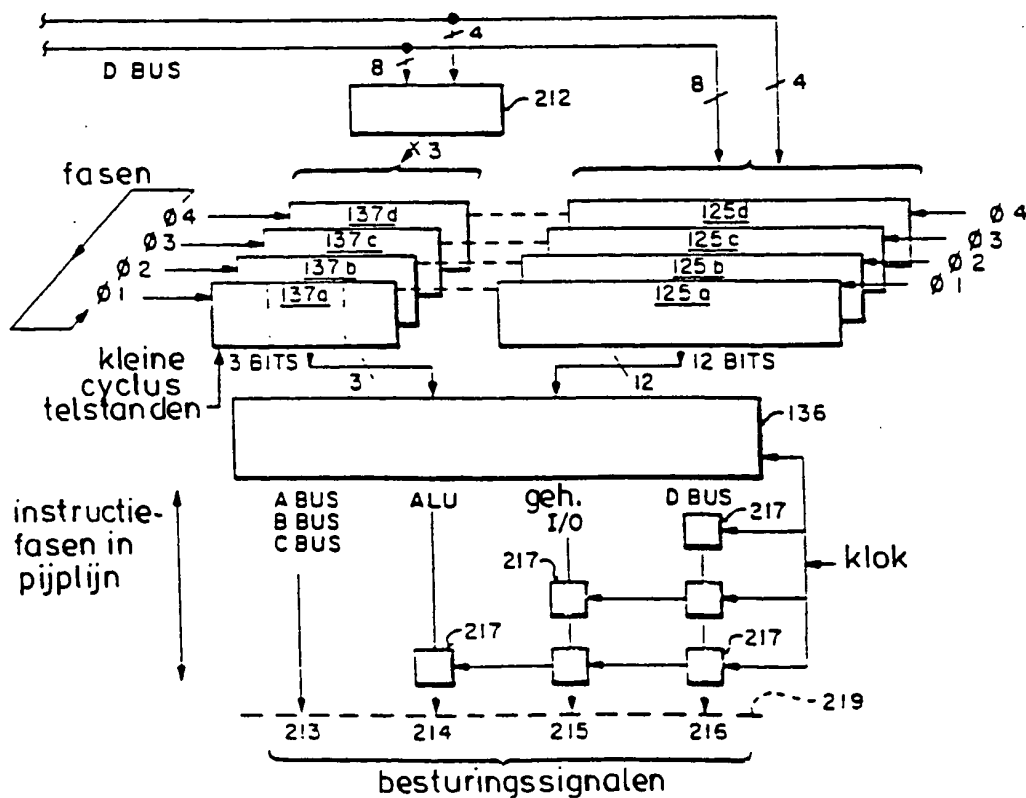 4
D BUS
8
212
8
4
x 3
fasen
ø4
137d
125d
ø4
ø3
137c
125c
ø3
ø2
137b
125b
ø2
ø1
137a
125a
ø1
kleine
cyclus
telstanden
3 BITS
3
12
12 BITS
136
instructie-
fasen in
pijplijn
A BUS
B BUS
C BUS
ALU
geh.
I/O
D BUS
217
217
klok
217
217
219
213
214
215
216
besturingssignalen